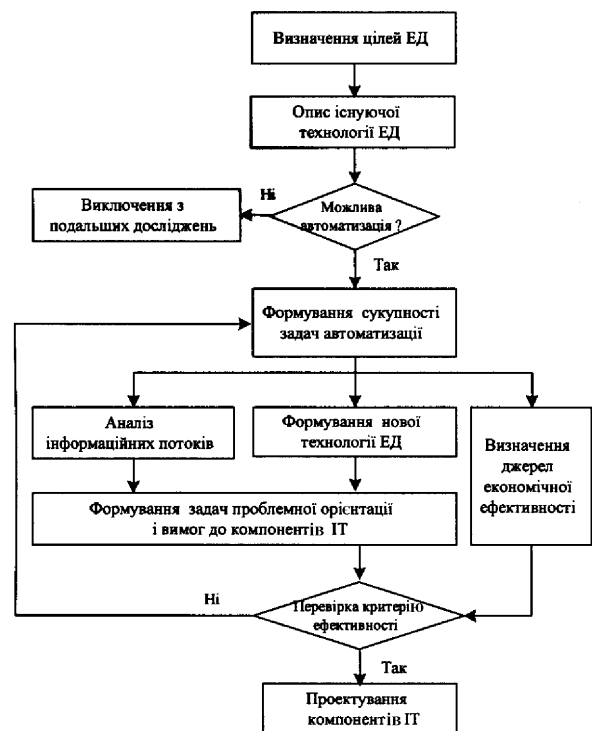 Визначення цілей ЕД
Опис існуючої
технології ЕД
Ні
Виключення з
подальших досліджень
Можлива
автоматизація ?
Так
Формування сукупності
задач автоматизації
Аналіз
інформаційних потоків
Формування нової
технології ЕД
Визначення
джерел
економічної
ефективності
Формування задач проблемної орієнтації
і вимог до компонентів ІТ
Ні
Перевірка критерію
ефективності
Так
Проектування
компонентів ІТ